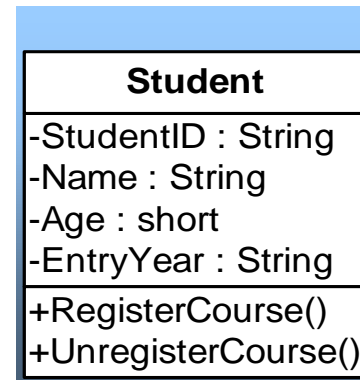 Student
-StudentID : String
-Name : String
-Age : short
-EntryYear : String
+RegisterCourse()
+UnregisterCourse()